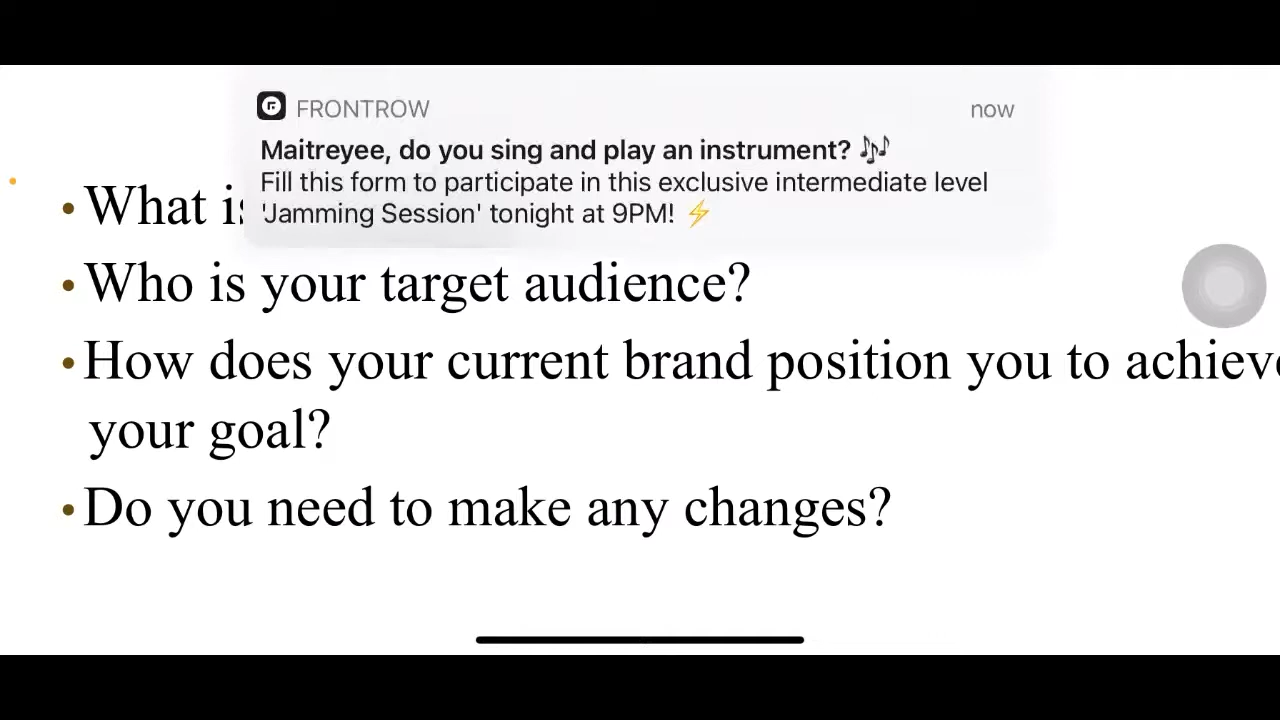 FRONTROW now
Maitreyee, do you sing and play an instrument? 🎶
Fill this form to participate in this exclusive intermediate level
'Jamming Session' tonight at 9PM! ⚡
• What
• Who is your target audience?
• How does your current brand position you to
your goal?
• Do you need to make any changes?